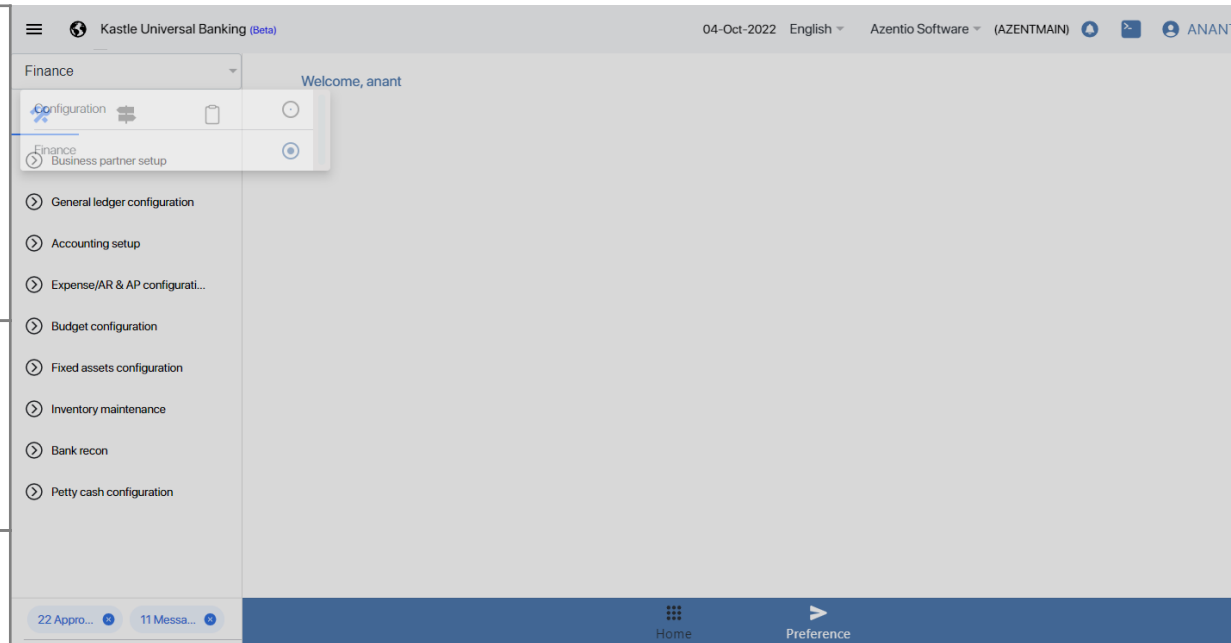 Kastle Universal Banking (Beta) 04-Oct-2022 English Azentio Software (AZENTMAIN) ANANT
Finance
Welcome, anant
Configuration
Finance
Business partner setup
General ledger configuration
Accounting setup
Expense/AR & AP configurati...
Budget configuration
Fixed assets configuration
Inventory maintenance
Bank recon
Petty cash configuration
22 Appro... 11 Messa...
Home Preference